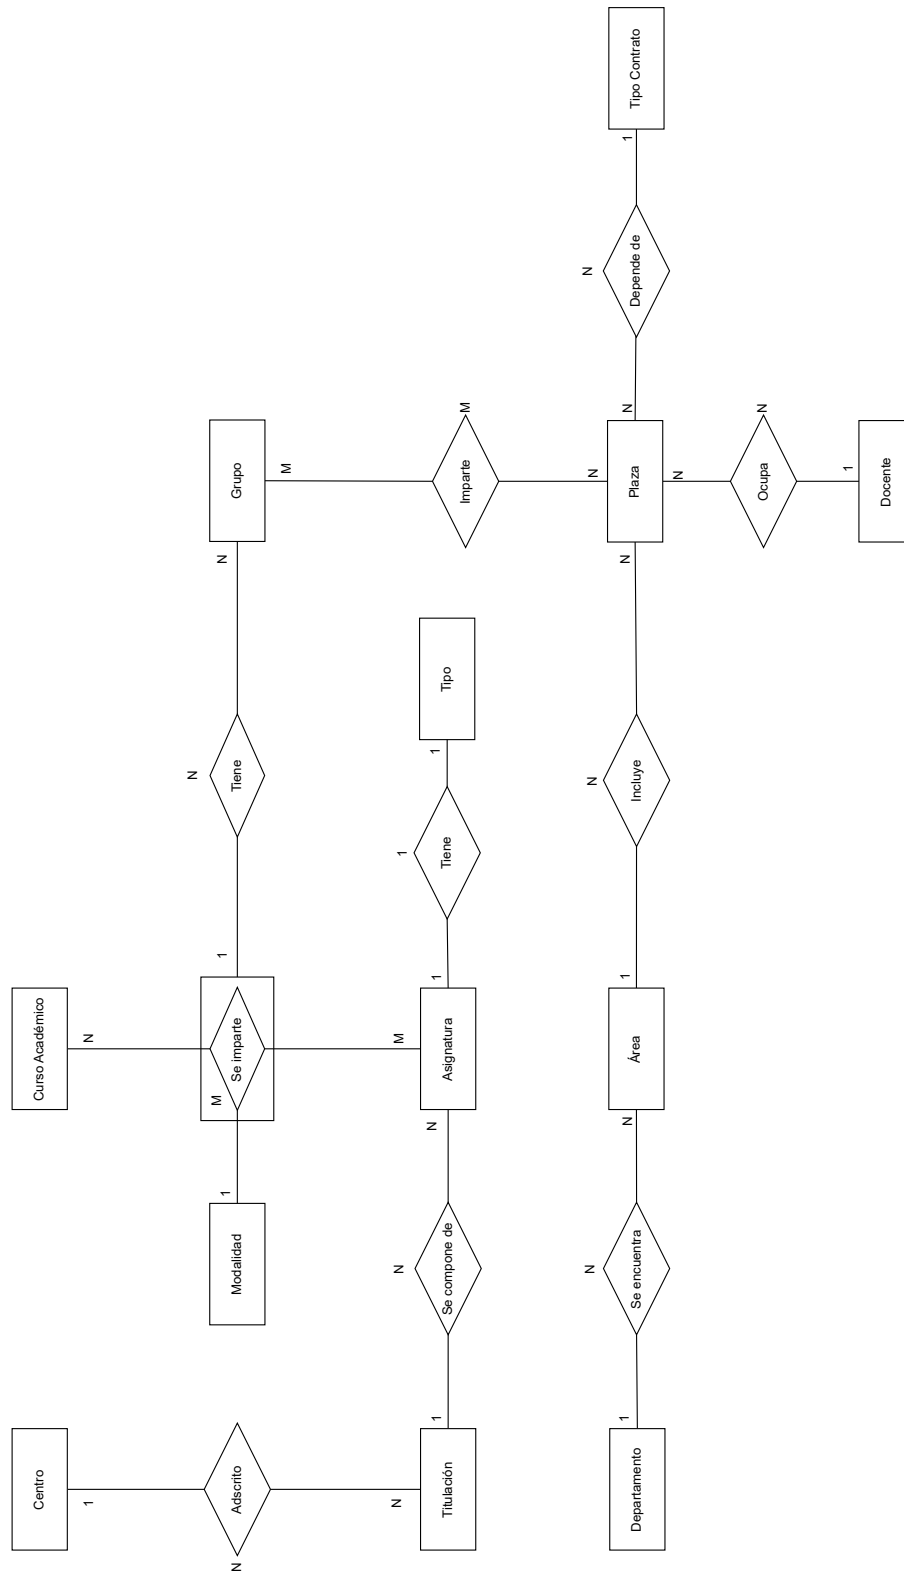 Centro
Curso Académico
1
N
N
M
1
1
N
N
Adscrito
Modalidad
Se imparte
Tiene
Grupo
M
N
N
M
1
1
N
1
1
Titulación
Se compone de
Asignatura
Tiene
Tipo
Imparte
M
N
N
N
N
1
N
1
N
N
1
Departamento
Se encuentra
Área
Incluye
Plaza
Depende de
Tipo Contrato
N
Ocupa
N
1
Docente